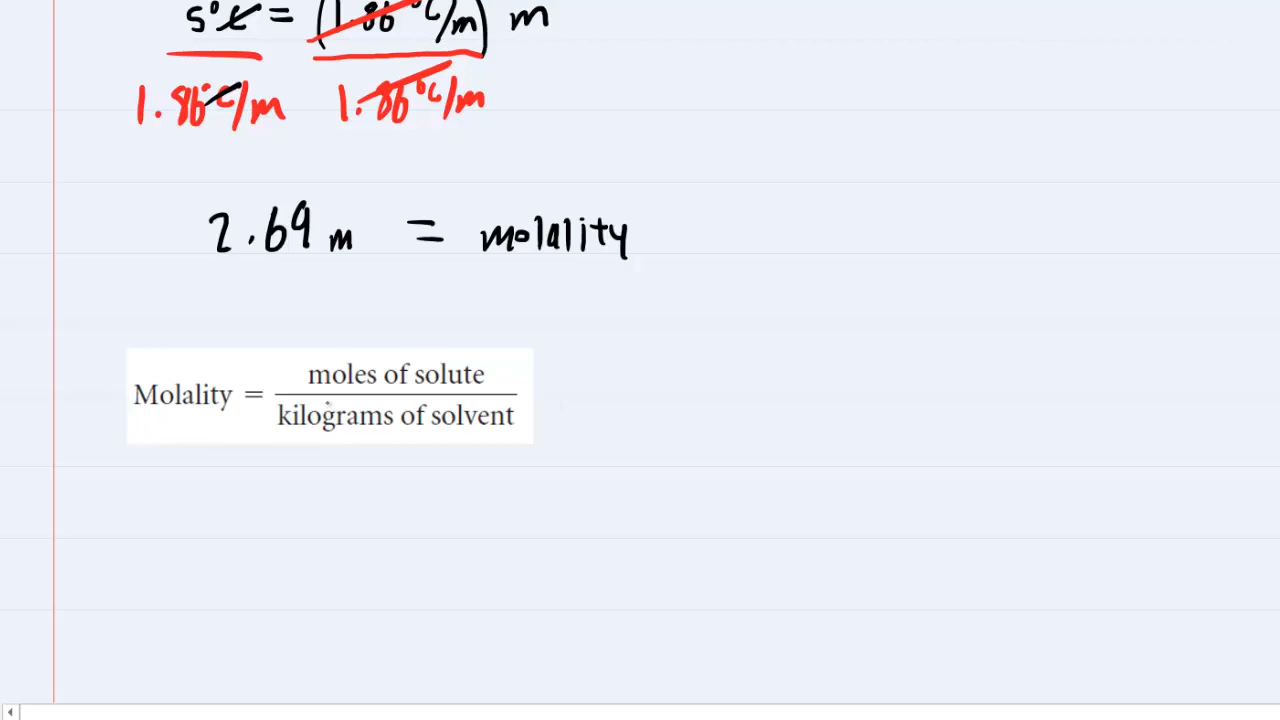 5°C = (1.86 °C/m) m
1.86°C/m 1.86°C/m
2.69 m = molality
Molality = moles of solute
kilograms of solvent